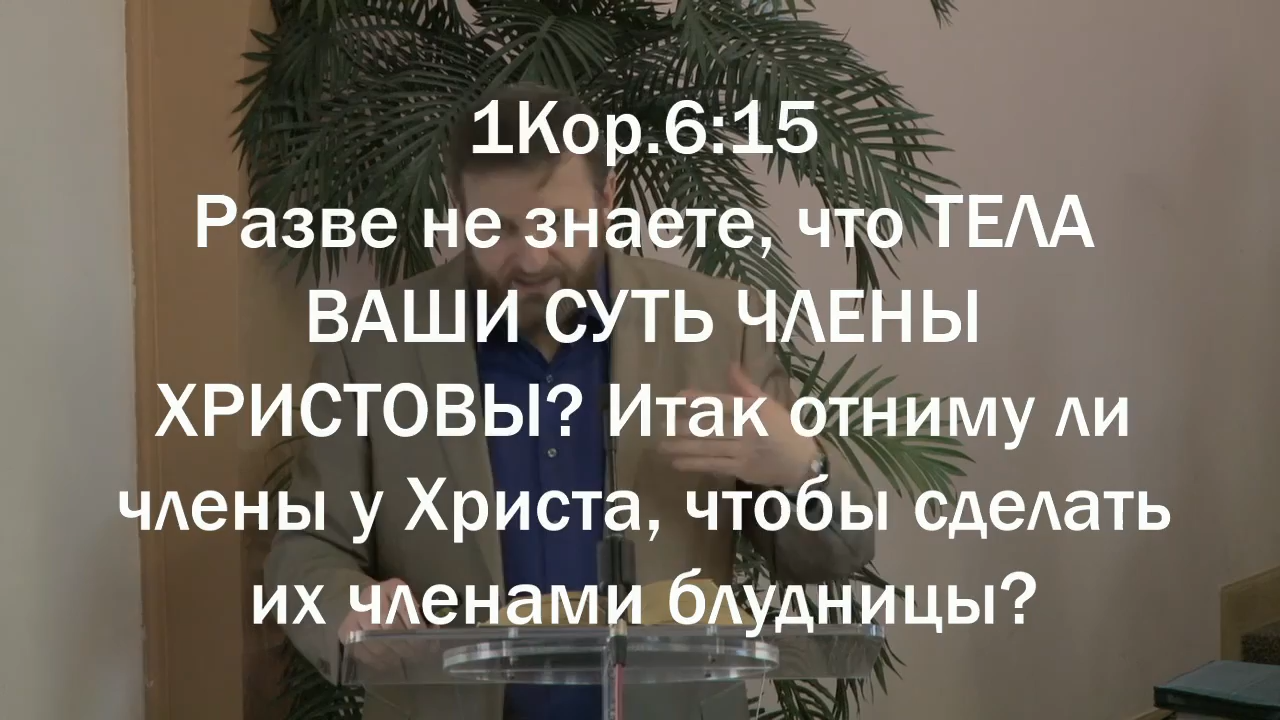 1Кор.6:15
Разве не знаете, что ТЕЛА
ВАШИ СУТЬ ЧЛЕНЫ
ХРИСТОВЫ? Итак отниму ли
члены у Христа, чтобы сделать
их членами блудницы?